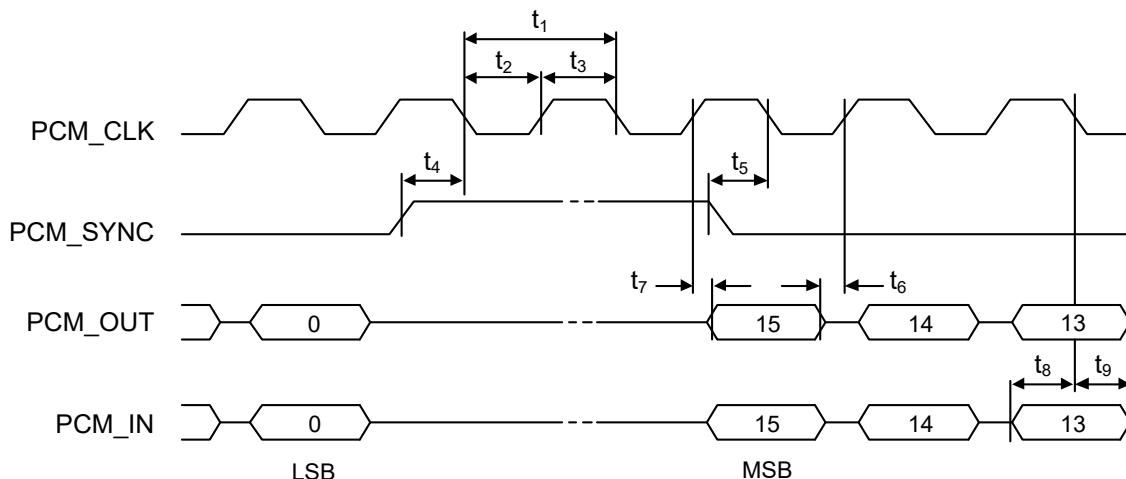 t1
t2 t3
PCM_CLK
t4 t5
PCM_SYNC
t7 t6
PCM_OUT 0 15 14 13
t8 t9
PCM_IN 0 15 14 13
LSB MSB